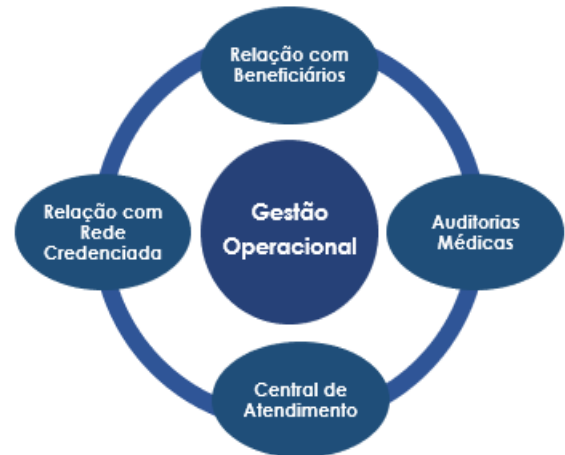 Relação com
Beneficiários
Relação com
Rede
Credenciada
Gestão
Operacional
Auditorias
Médicas
Central de
Atendimento